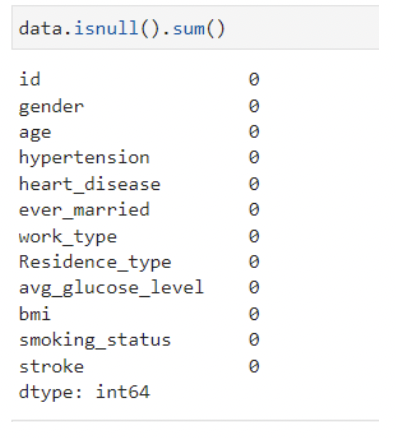 data.isnull().sum()
id 0
gender 0
age 0
hypertension 0
heart_disease 0
ever_married 0
work_type 0
Residence_type 0
avg_glucose_level 0
bmi 0
smoking_status 0
stroke 0
dtype: int64